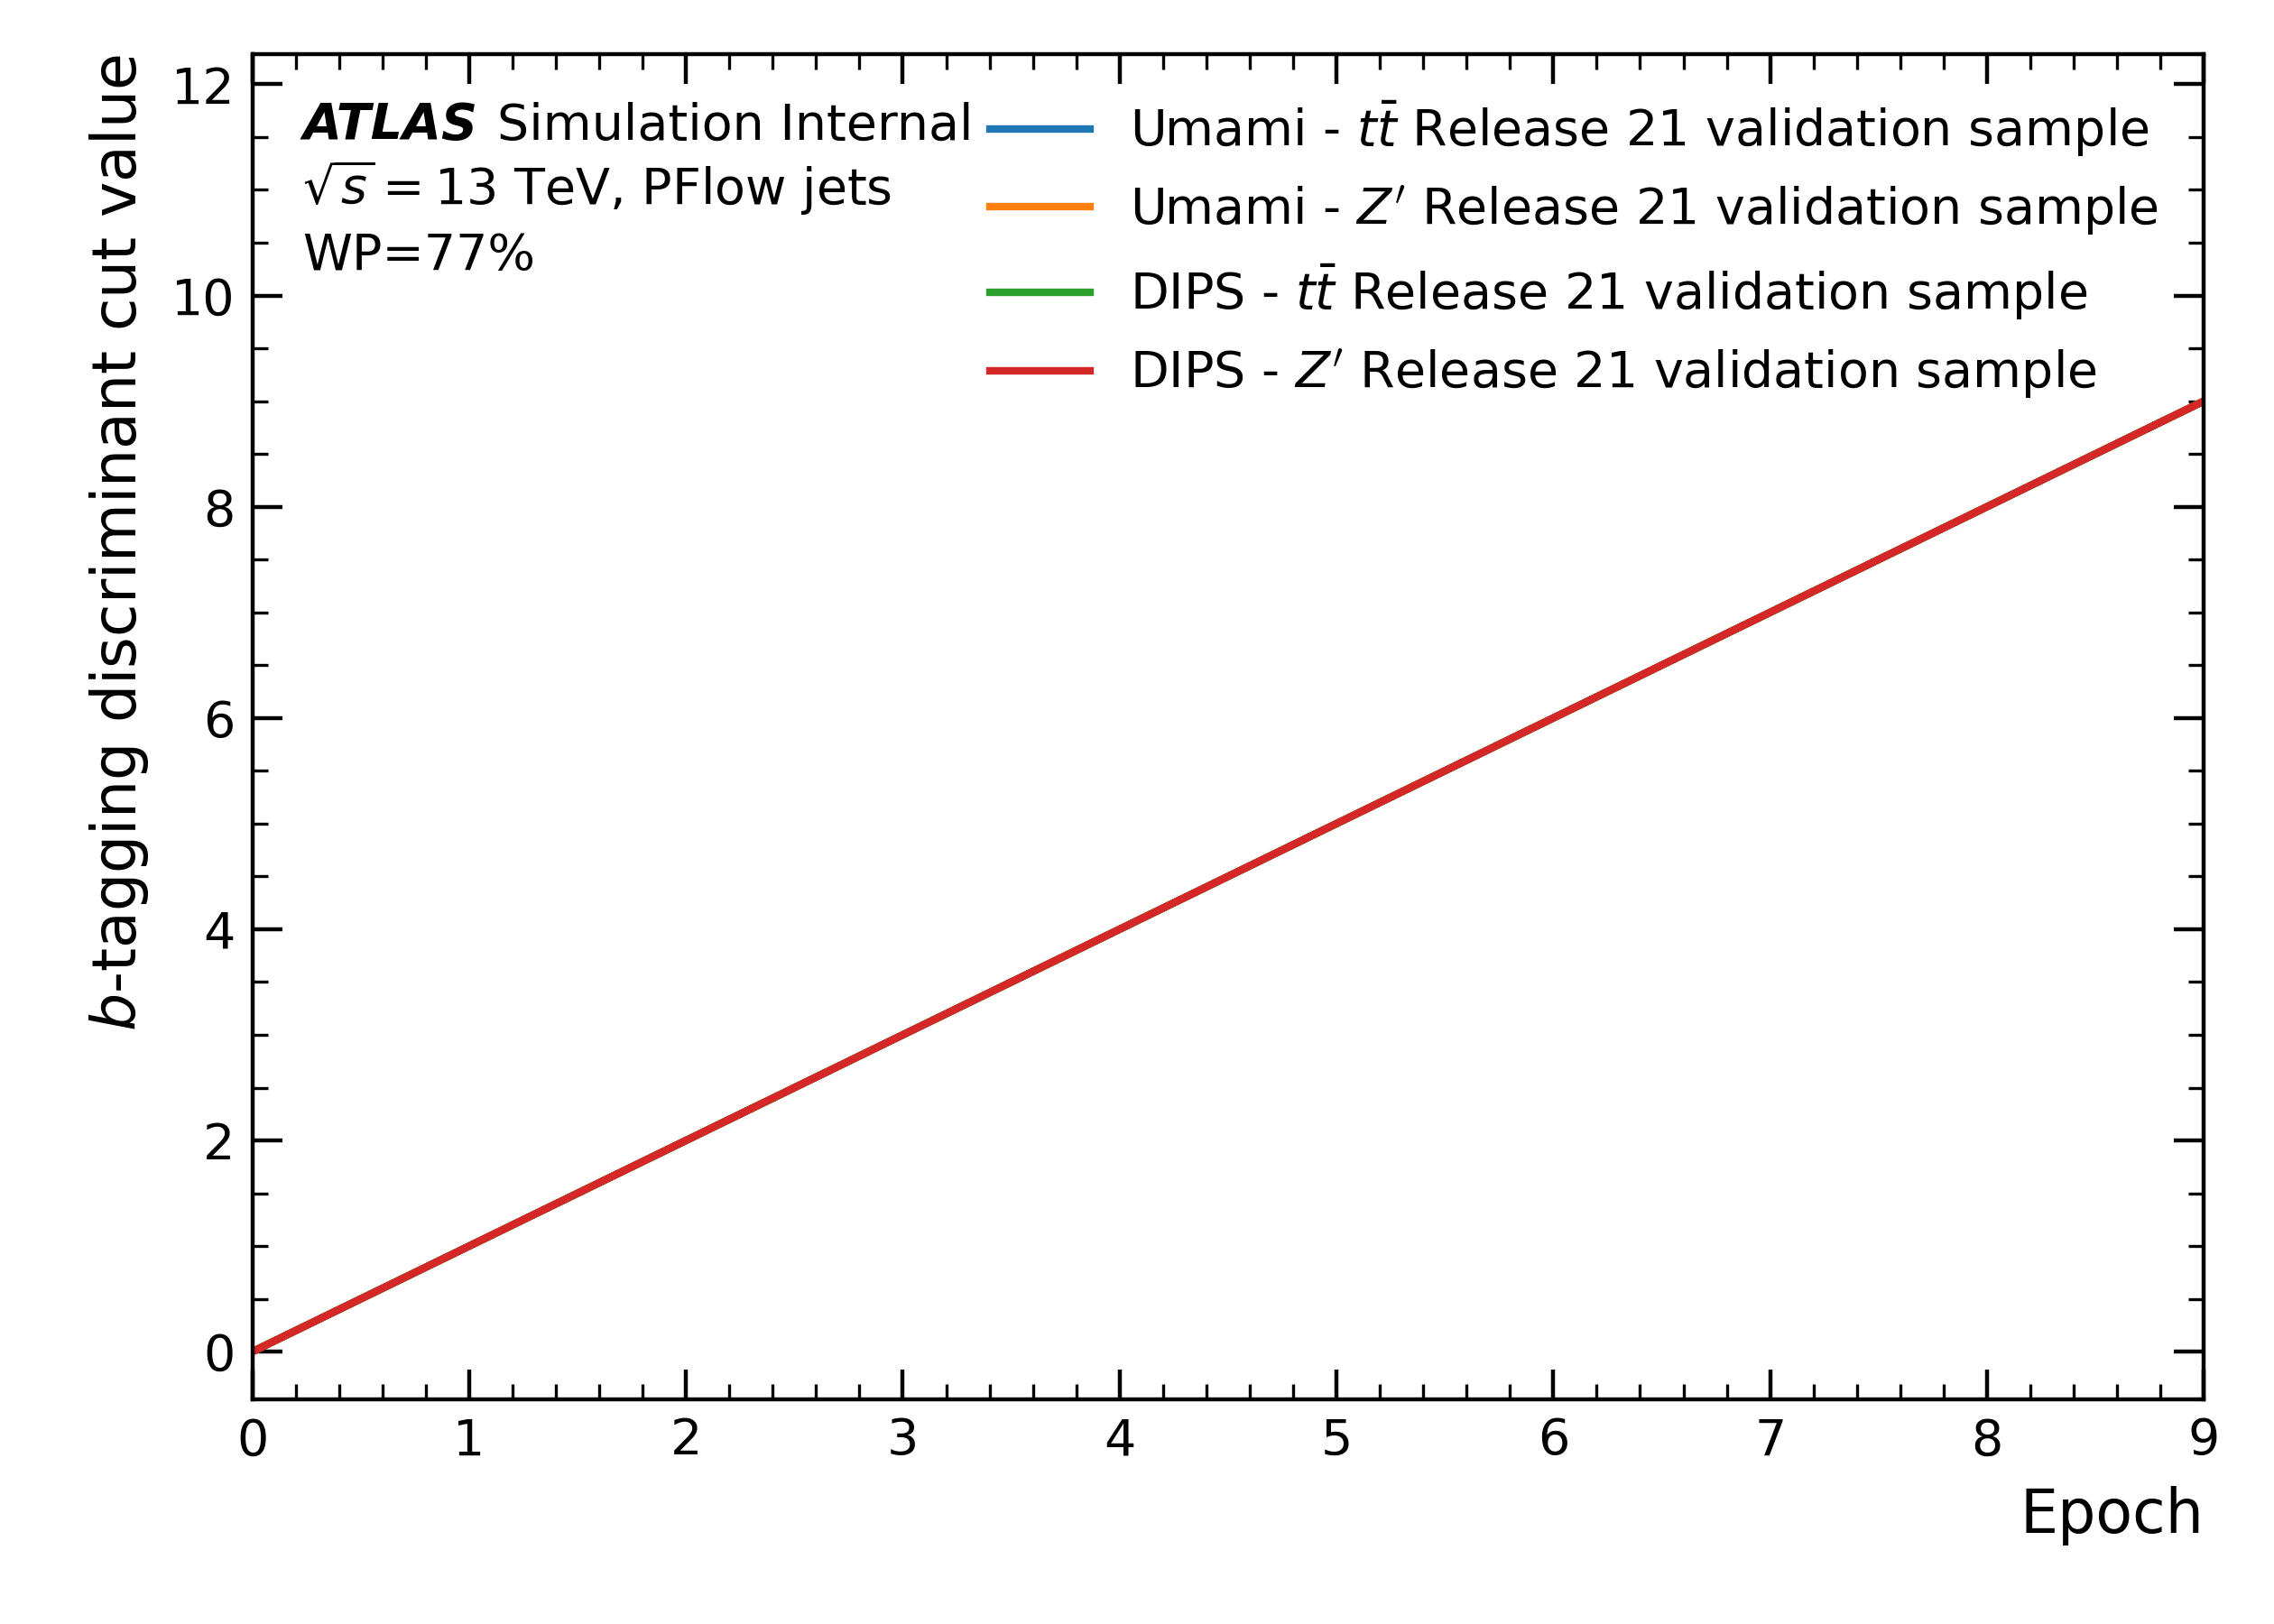 b-tagging discriminant cut value
12
10
8
6
4
2
0
ATLAS Simulation Internal
√s = 13 TeV, PFlow jets
WP=77%
Umami - tt̄ Release 21 validation sample
Umami - Z′ Release 21 validation sample
DIPS - tt̄ Release 21 validation sample
DIPS - Z′ Release 21 validation sample
0 1 2 3 4 5 6 7 8 9
Epoch